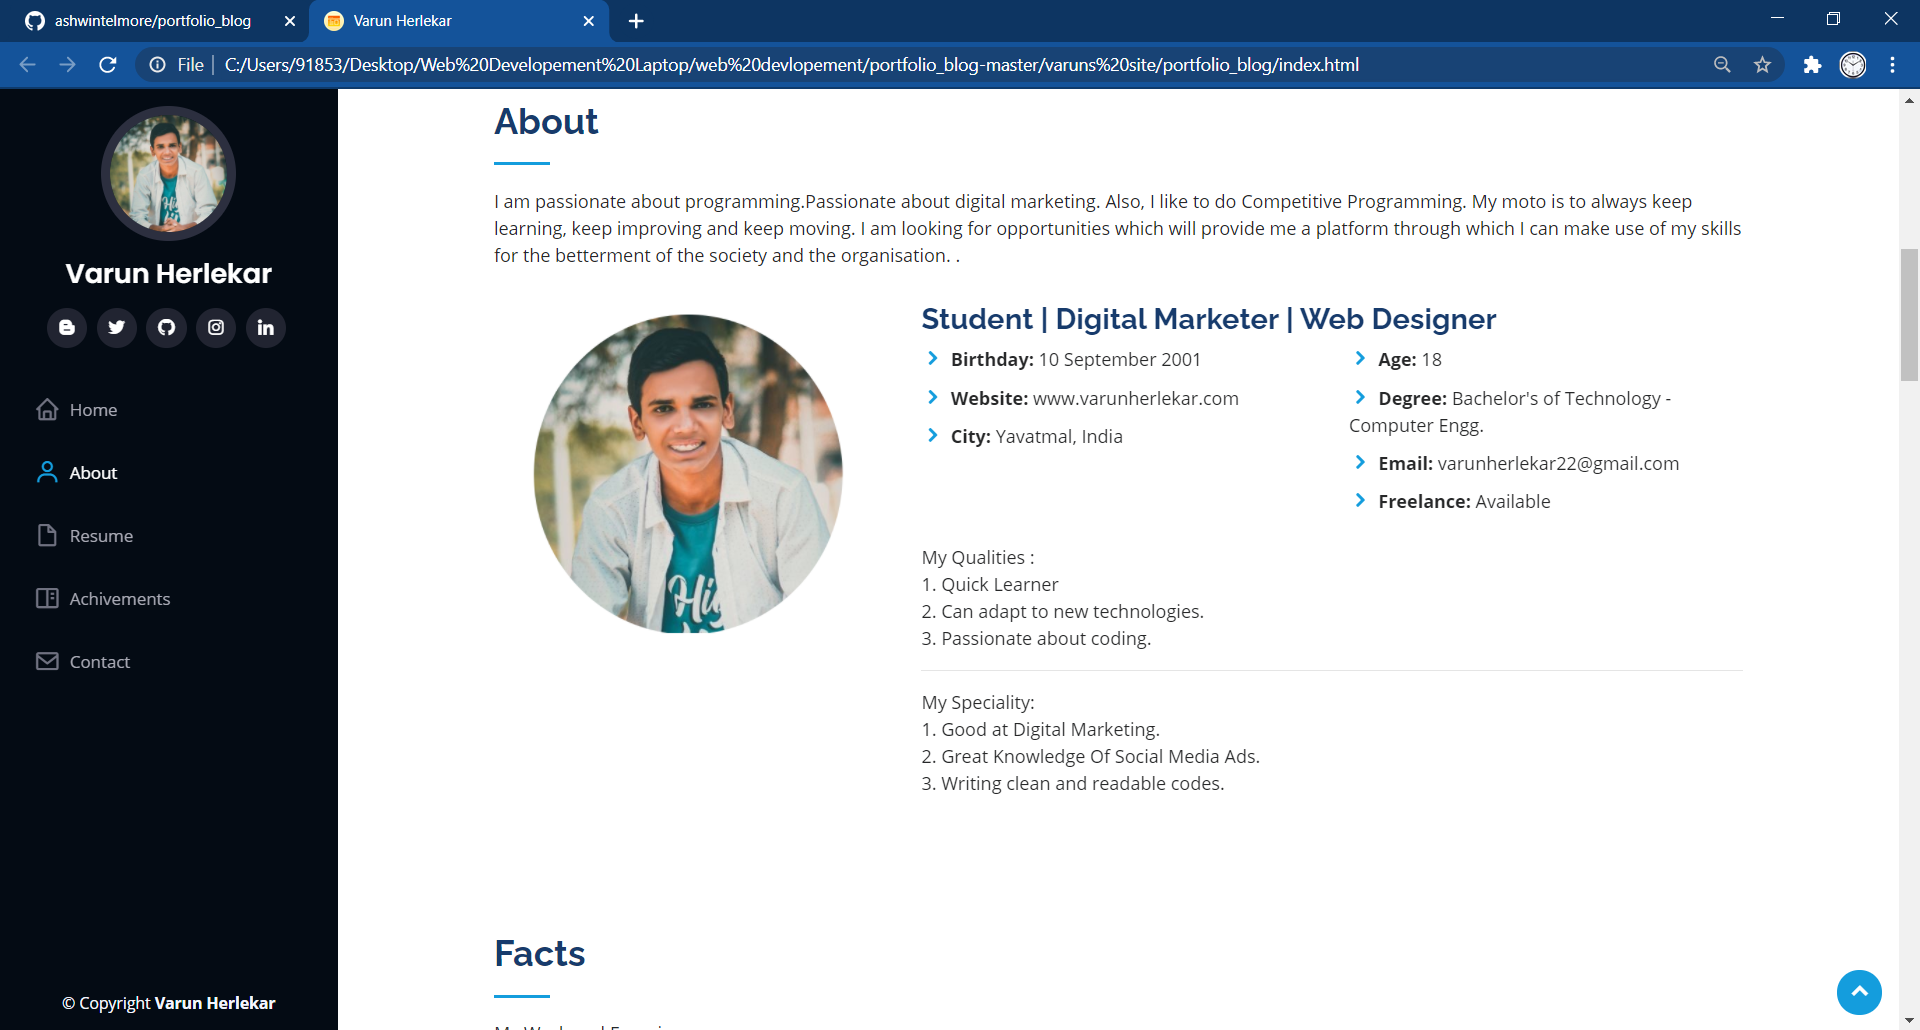 ashwintelmore/portfolio_blog
Varun Herlekar
File
C:/Users/91853/Desktop/Web%20Developement%20Laptop/web%20devlopement/portfolio_blog-master/varuns%20site/portfolio_blog/index.html
Varun Herlekar
Home
About
Resume
Achivements
Contact
© Copyright Varun Herlekar
About
I am passionate about programming.Passionate about digital marketing. Also, I like to do Competitive Programming. My moto is to always keep
learning, keep improving and keep moving. I am looking for opportunities which will provide me a platform through which I can make use of my skills
for the betterment of the society and the organisation. .
Student | Digital Marketer | Web Designer
Birthday: 10 September 2001
Website: www.varunherlekar.com
City: Yavatmal, India
Age: 18
Degree: Bachelor's of Technology -
Computer Engg.
Email: varunherlekar22@gmail.com
Freelance: Available
My Qualities :
1. Quick Learner
2. Can adapt to new technologies.
3. Passionate about coding.
My Speciality:
1. Good at Digital Marketing.
2. Great Knowledge Of Social Media Ads.
3. Writing clean and readable codes.
Facts